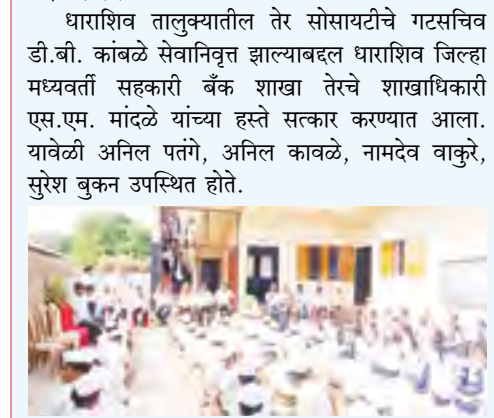 धाराशिव तालुक्यातील तेर सोसायटीचे गटसचिव
डी.बी. कांबळे सेवानिवृत्त झाल्याबद्दल धाराशिव जिल्हा
मध्यवर्ती सहकारी बँक शाखा तेरचे शाखाधिकारी
एस.एम. मांदळे यांच्या हस्ते सत्कार करण्यात आला.
यावेळी अनिल पतंगे, अनिल कावळे, नामदेव वाकुरे,
सुरेश बुकन उपस्थित होते.